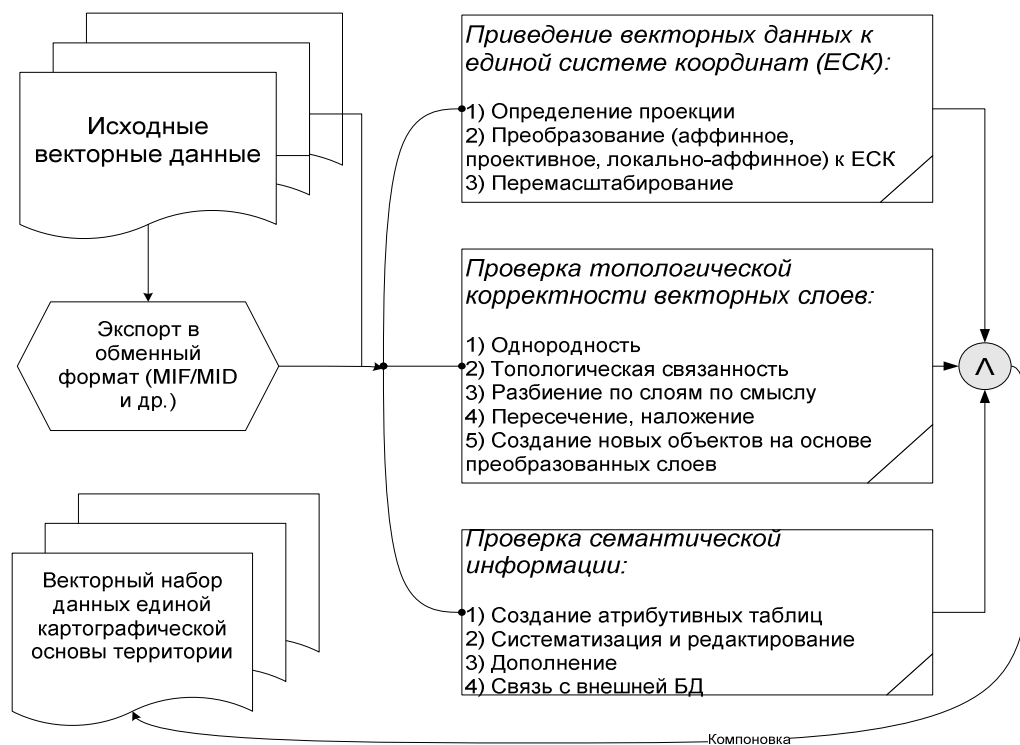 Исходные
векторные данные
Экспорт в
обменный
формат (MIF/MID
и др.)
Векторный набор
данных единой
картографической
основы территории
Приведение векторных данных к
единой системе координат (ЕСК):
1) Определение проекции
2) Преобразование (аффинное,
проективное, локально-аффинное) к ЕСК
3) Перемасштабирование
Проверка топологической
корректности векторных слоев:
1) Однородность
2) Топологическая связанность
3) Разбиение по слоям по смыслу
4) Пересечение, наложение
5) Создание новых объектов на основе
преобразованных слоев
Проверка семантической
информации:
1) Создание атрибутивных таблиц
2) Систематизация и редактирование
3) Дополнение
4) Связь с внешней БД
Λ
Компоновка